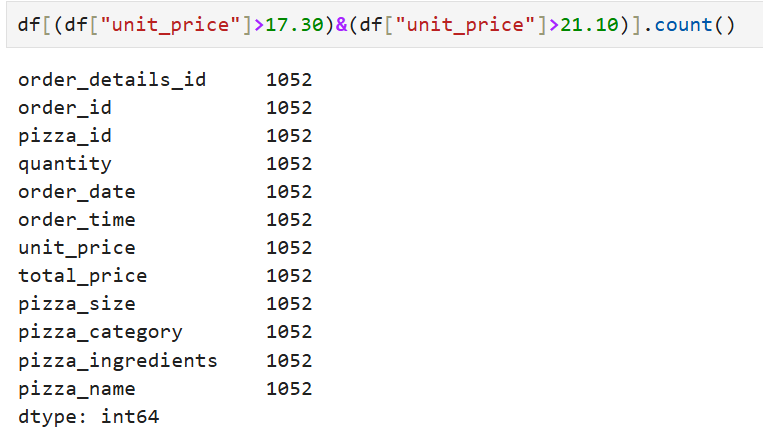 df[(df["unit_price"]>17.30)&(df["unit_price"]>21.10)].count()
order_details_id 1052
order_id 1052
pizza_id 1052
quantity 1052
order_date 1052
order_time 1052
unit_price 1052
total_price 1052
pizza_size 1052
pizza_category 1052
pizza_ingredients 1052
pizza_name 1052
dtype: int64